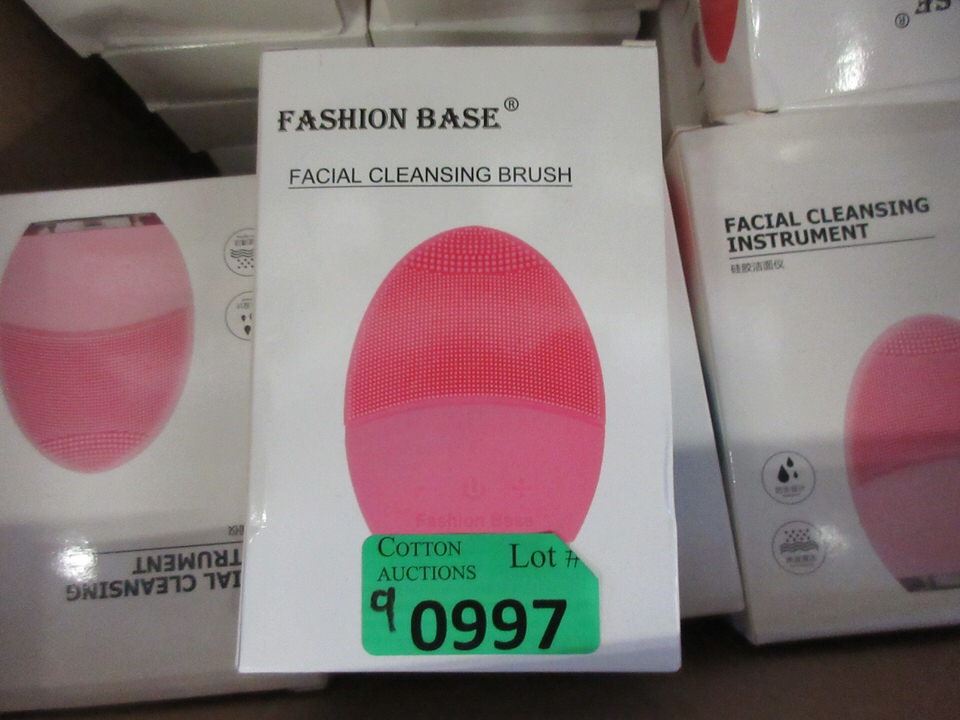 FASHION BASE®
FACIAL CLEANSING BRUSH
Fashion Base
COTTON
AUCTIONS
Lot #
9 0997
FACIAL CLEANSING
INSTRUMENT
硅胶洁面仪
IAL CLEANSING
TRUMENT
SE®